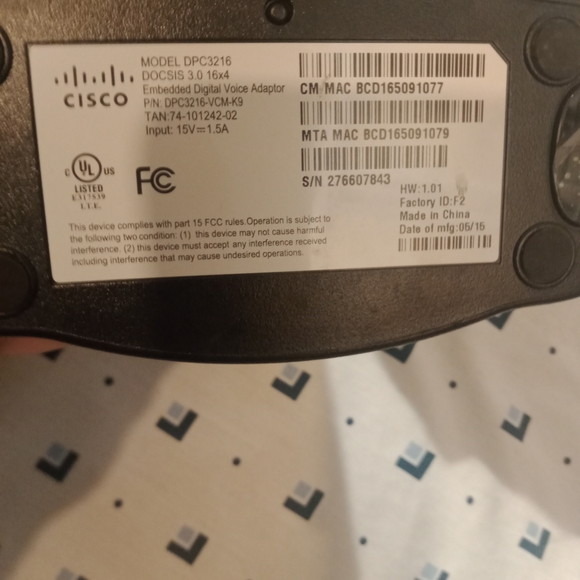 CISCO
MODEL DPC3216
DOCSIS 3.0 16x4
Embedded Digital Voice Adaptor
P/N: DPC3216-VCM-K9
TAN:74-101242-02
Input: 15V⎓1.5A
CM MAC BCD165091077
MTA MAC BCD165091079
S/N 276607843
HW:1.01
Factory ID:F2
Made in China
Date of mfg:05/15
c UL US
LISTED
I.T.E.
FC
This device complies with part 15 FCC rules.Operation is subject to
the following two condition: (1) this device may not cause harmful
interference. (2) this device must accept any interference received
including interference that may cause undesired operations.